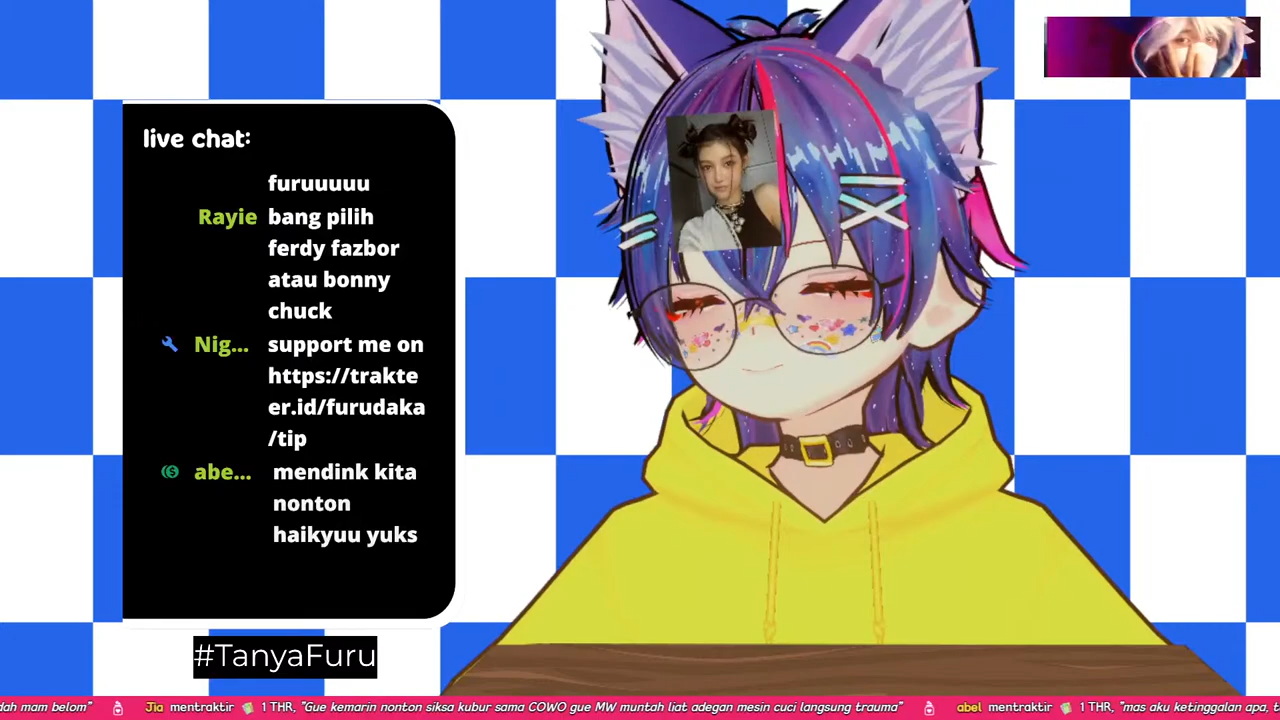 live chat:
furuuuuu
Rayie bang pilih
ferdy fazbor
atau bonny
chuck
Nig... support me on
https://trakte
er.id/furudaka
/tip
abe... mendink kita
nonton
haikyuu yuks
#TanyaFuru
dah mam belom" Jia mentraktir 1 THR, "Gue kemarin nonton siksa kubur sama COWO gue MW muntah liat adegan mesin cuci langsung trauma" abel mentraktir 1 THR, "mas aku ketinggalan apa, t